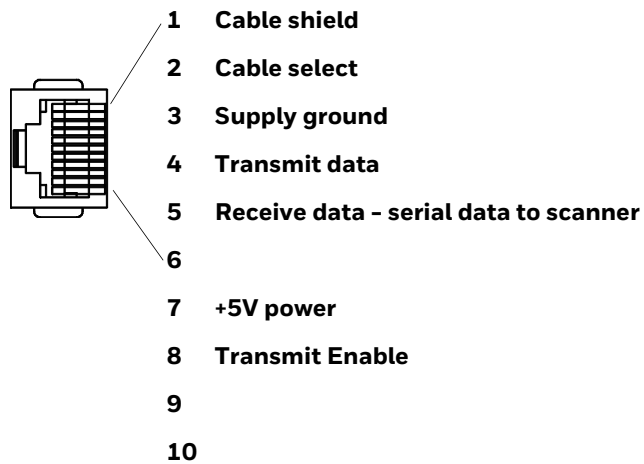 1 Cable shield
2 Cable select
3 Supply ground
4 Transmit data
5 Receive data - serial data to scanner
6
7 +5V power
8 Transmit Enable
9
10